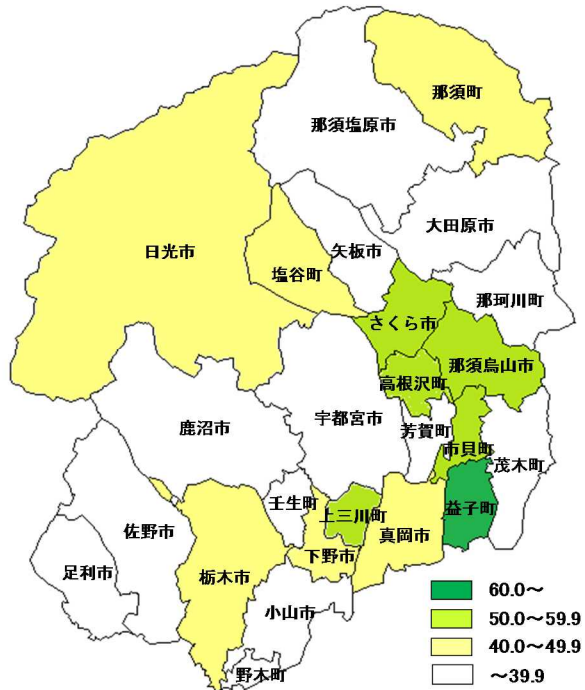 那須町
那須塩原市
大田原市
日光市
矢板市
塩谷町
那珂川町
さくら市
那須烏山市
高根沢町
宇都宮市
芳賀町
鹿沼市
市貝町
茂木町
壬生町
上三川町
益子町
佐野市
真岡市
下野市
足利市
栃木市
小山市
野木町
60.0～
50.0～59.9
40.0～49.9
～39.9